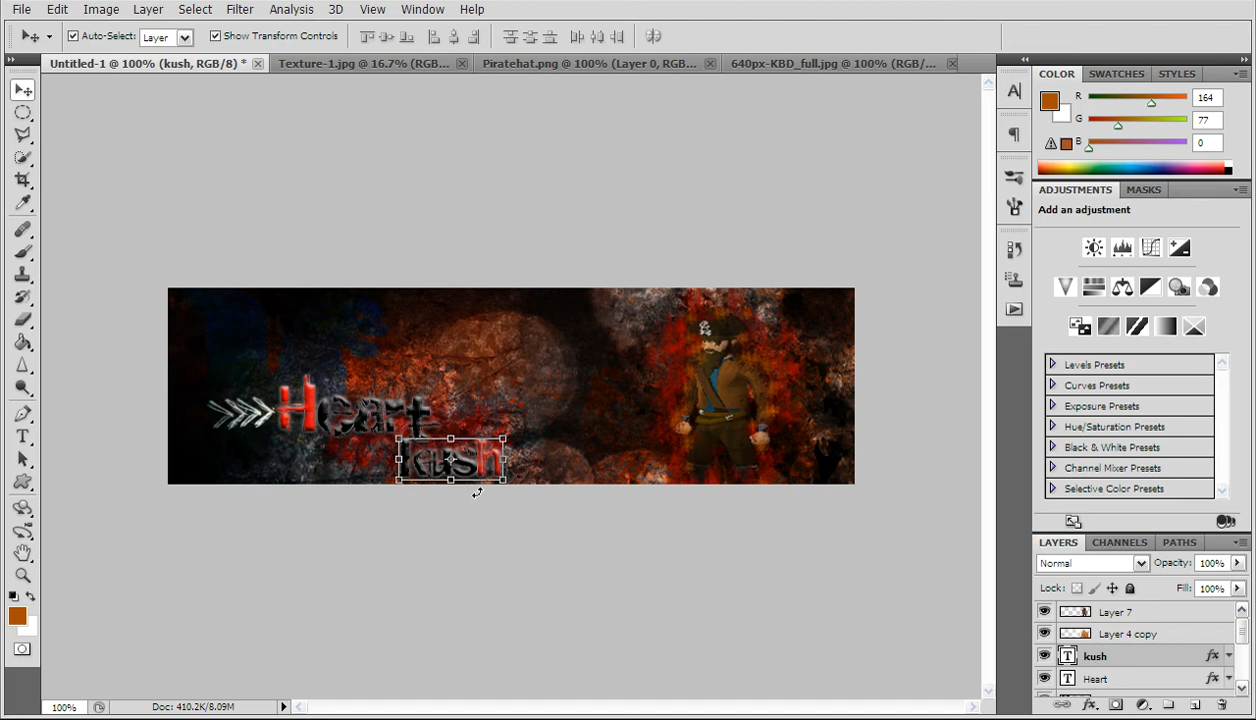 File Edit Image Layer Select Filter Analysis 3D View Window Help
Auto-Select: Layer Show Transform Controls
Untitled-1 @ 100% (kush, RGB/8) * Texture-1.jpg @ 16.7% (RGB... Piratehat.png @ 100% (Layer 0, RGB... 640px-KBD_full.jpg @ 100% (RGB/...
COLOR SWATCHES STYLES
R 164
G 77
B 0
ADJUSTMENTS MASKS
Add an adjustment
Levels Presets
Curves Presets
Exposure Presets
Hue/Saturation Presets
Black & White Presets
Channel Mixer Presets
Selective Color Presets
Heart
kush
LAYERS CHANNELS PATHS
Normal Opacity: 100%
Lock: Fill: 100%
Layer 7
Layer 4 copy
T kush fx
T Heart fx
100% Doc: 410.2K/8.09M